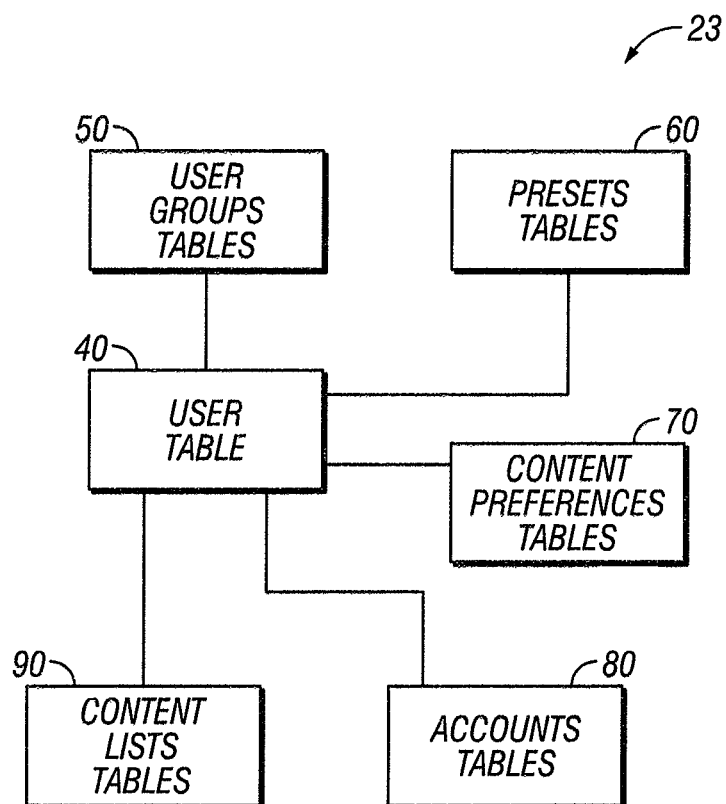 23
50
USER
GROUPS
TABLES
60
PRESETS
TABLES
40
USER
TABLE
70
CONTENT
PREFERENCES
TABLES
90
CONTENT
LISTS
TABLES
80
ACCOUNTS
TABLES